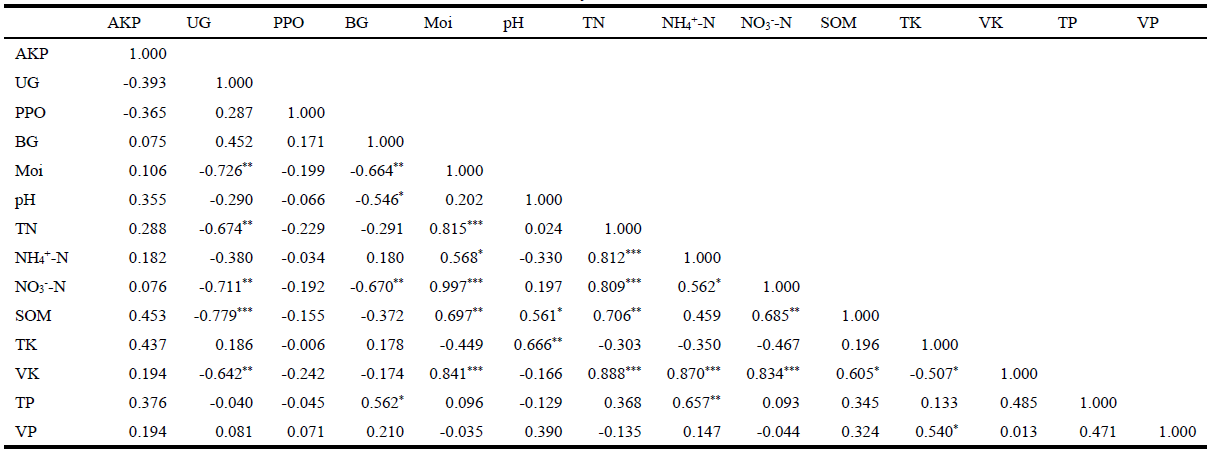 AKP UG PPO BG Moi pH TN NH₄⁺-N NO₃⁻-N SOM TK VK TP VP
AKP 1.000
UG -0.393 1.000
PPO -0.365 0.287 1.000
BG 0.075 0.452 0.171 1.000
Moi 0.106 -0.726** -0.199 -0.664** 1.000
pH 0.355 -0.290 -0.066 -0.546* 0.202 1.000
TN 0.288 -0.674** -0.229 -0.291 0.815*** 0.024 1.000
NH₄⁺-N 0.182 -0.380 -0.034 0.180 0.568* -0.330 0.812*** 1.000
NO₃⁻-N 0.076 -0.711** -0.192 -0.670** 0.997*** 0.197 0.809*** 0.562* 1.000
SOM 0.453 -0.779*** -0.155 -0.372 0.697** 0.561* 0.706** 0.459 0.685** 1.000
TK 0.437 0.186 -0.006 0.178 -0.449 0.666** -0.303 -0.350 -0.467 0.196 1.000
VK 0.194 -0.642** -0.242 -0.174 0.841*** -0.166 0.888*** 0.870*** 0.834*** 0.605* -0.507* 1.000
TP 0.376 -0.040 -0.045 0.562* 0.096 -0.129 0.368 0.657** 0.093 0.345 0.133 0.485 1.000
VP 0.194 0.081 0.071 0.210 -0.035 0.390 -0.135 0.147 -0.044 0.324 0.540* 0.013 0.471 1.000